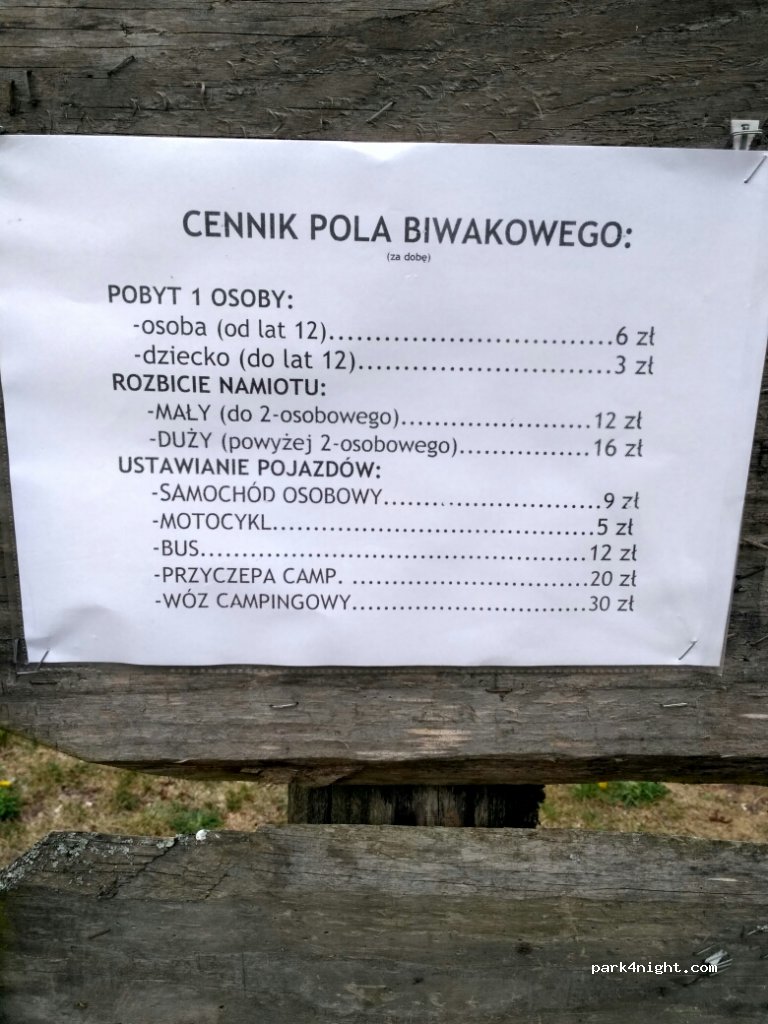 CENNIK POLA BIWAKOWEGO:
(za dobę)
POBYT 1 OSOBY:
-osoba (od lat 12)..................................6 zł
-dziecko (do lat 12)..............................3 zł
ROZBICIE NAMIOTU:
-MAŁY (do 2-osobowego).......................12 zł
-DUŻY (powyżej 2-osobowego)................16 zł
USTAWIANIE POJAZDÓW:
-SAMOCHÓD OSOBOWY...........................9 zł
-MOTOCYKL........................................5 zł
-BUS................................................12 zł
-PRZYCZEPA CAMP. .............................20 zł
-WÓZ CAMPINGOWY.............................30 zł
park4night.com